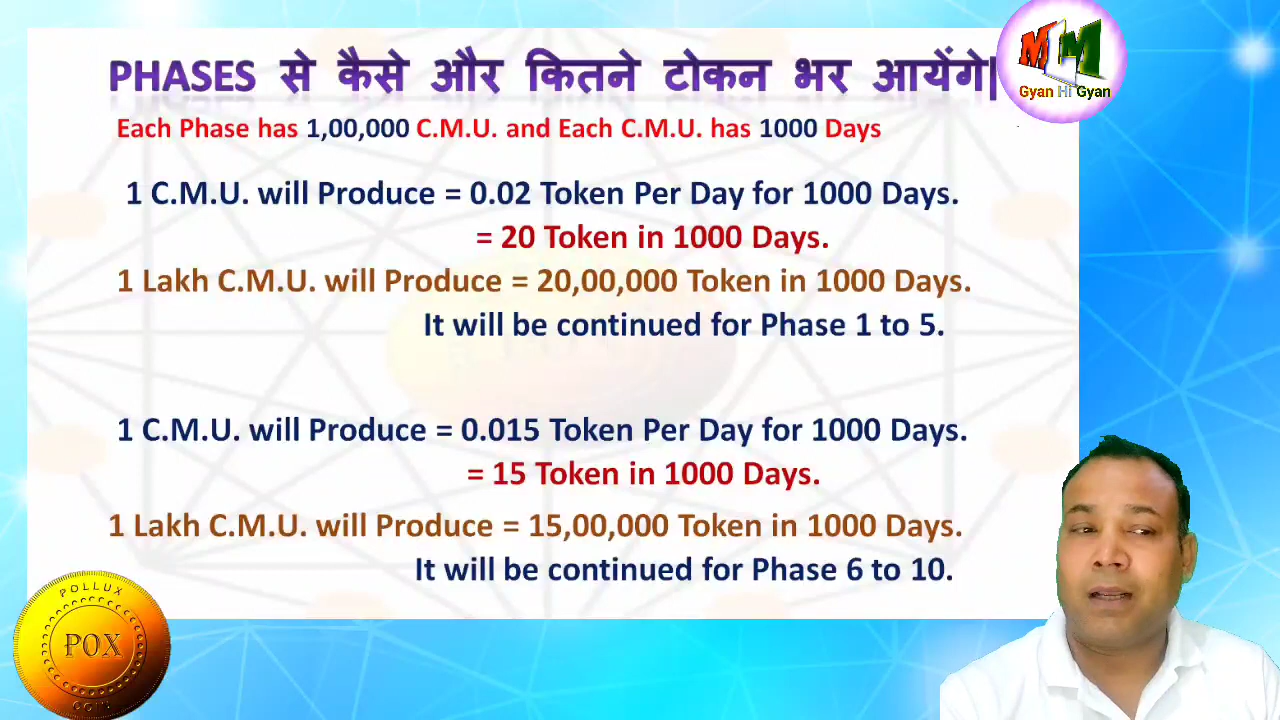 PHASES से कैसे और कितने टोकन भर आयेंगे|
MM
Gyan Hi Gyan
Each Phase has 1,00,000 C.M.U. and Each C.M.U. has 1000 Days
1 C.M.U. will Produce = 0.02 Token Per Day for 1000 Days.
= 20 Token in 1000 Days.
1 Lakh C.M.U. will Produce = 20,00,000 Token in 1000 Days.
It will be continued for Phase 1 to 5.
1 C.M.U. will Produce = 0.015 Token Per Day for 1000 Days.
= 15 Token in 1000 Days.
1 Lakh C.M.U. will Produce = 15,00,000 Token in 1000 Days.
It will be continued for Phase 6 to 10.
POLLUX
POX
COIN